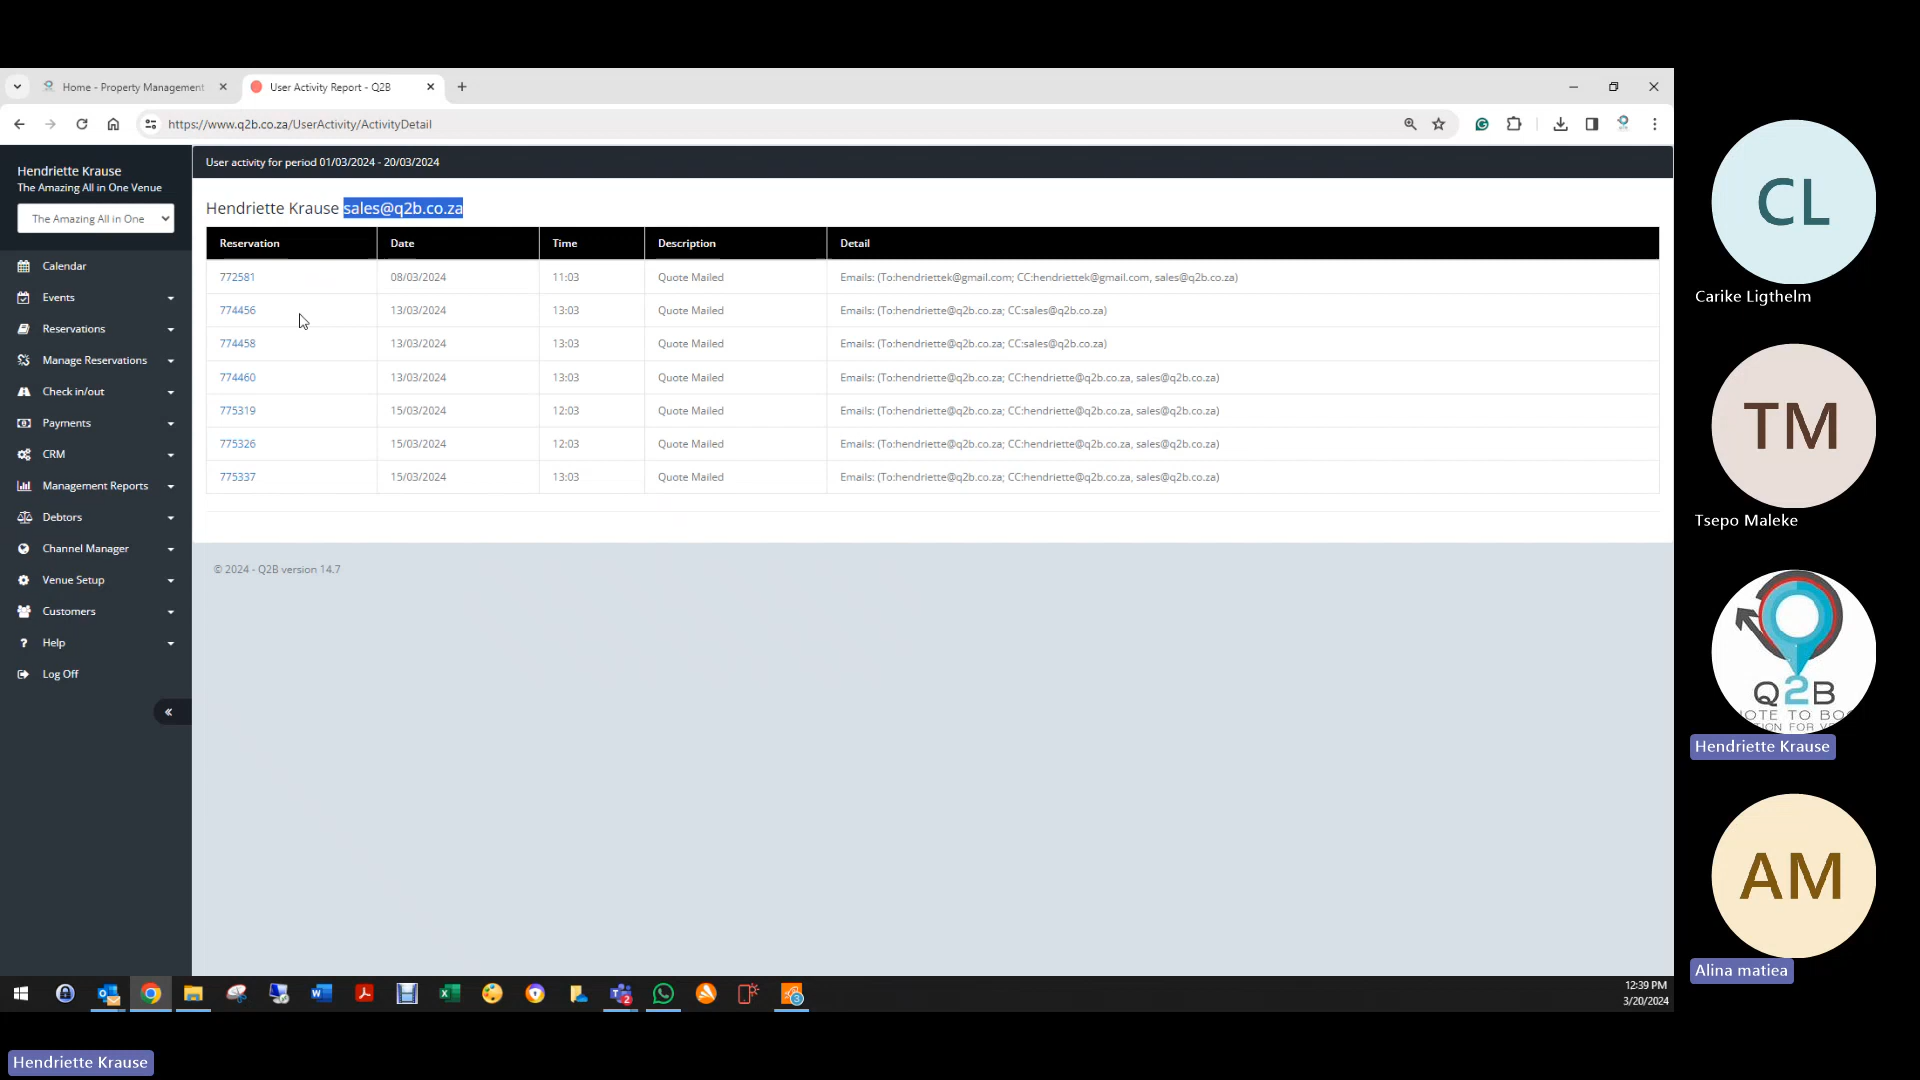 Home - Property Management
User Activity Report - Q2B
https://www.q2b.co.za/UserActivity/ActivityDetail
Hendriette Krause
The Amazing All in One Venue
The Amazing All in One
Calendar
Events
Reservations
Manage Reservations
Check in/out
Payments
CRM
Management Reports
Debtors
Channel Manager
Venue Setup
Customers
Help
Log Off
User activity for period 01/03/2024 - 20/03/2024
Hendriette Krause sales@q2b.co.za
Reservation Date Time Description Detail
772581 08/03/2024 11:03 Quote Mailed Emails: (To:hendriettek@gmail.com; CC:hendriettek@gmail.com, sales@q2b.co.za)
774456 13/03/2024 13:03 Quote Mailed Emails: (To:hendriette@q2b.co.za; CC:sales@q2b.co.za)
774458 13/03/2024 13:03 Quote Mailed Emails: (To:hendriette@q2b.co.za; CC:sales@q2b.co.za)
774460 13/03/2024 13:03 Quote Mailed Emails: (To:hendriette@q2b.co.za; CC:hendriette@q2b.co.za, sales@q2b.co.za)
775319 15/03/2024 12:03 Quote Mailed Emails: (To:hendriette@q2b.co.za; CC:hendriette@q2b.co.za, sales@q2b.co.za)
775326 15/03/2024 12:03 Quote Mailed Emails: (To:hendriette@q2b.co.za; CC:hendriette@q2b.co.za, sales@q2b.co.za)
775337 15/03/2024 13:03 Quote Mailed Emails: (To:hendriette@q2b.co.za; CC:hendriette@q2b.co.za, sales@q2b.co.za)
© 2024 - Q2B version 14.7
CL
Carike Ligthelm
TM
Tsepo Maleke
Q2B
OTE TO BO
TION FOR VE
Hendriette Krause
AM
Alina matiea
12:39 PM
3/20/2024
Hendriette Krause